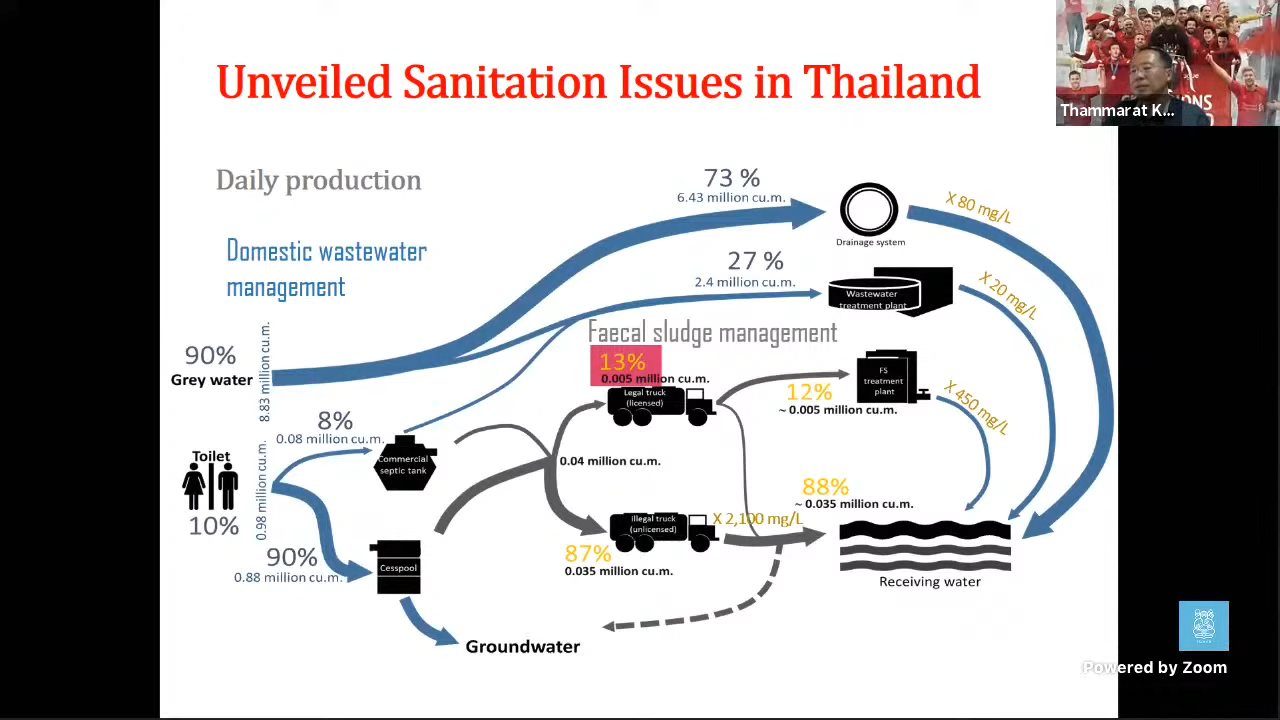 Unveiled Sanitation Issues in Thailand
Thammarat K...
Daily production
Domestic wastewater
management
73 %
6.43 million cu.m.
Drainage system
X 80 mg/L
27 %
2.4 million cu.m.
Wastewater
treatment plant
X 20 mg/L
Faecal sludge management
90%
Grey water
8.83 million cu.m.
13%
0.005 million cu.m.
Legal truck
(licensed)
12%
~ 0.005 million cu.m.
FS
treatment
plant
X 450 mg/L
8%
0.08 million cu.m.
Commercial
septic tank
Toilet
10%
0.98 million cu.m.
0.04 million cu.m.
90%
0.88 million cu.m.
Cesspool
Illegal truck
(unlicensed)
87%
0.035 million cu.m.
X 2,100 mg/L
88%
~ 0.035 million cu.m.
Receiving water
Groundwater
Powered by Zoom